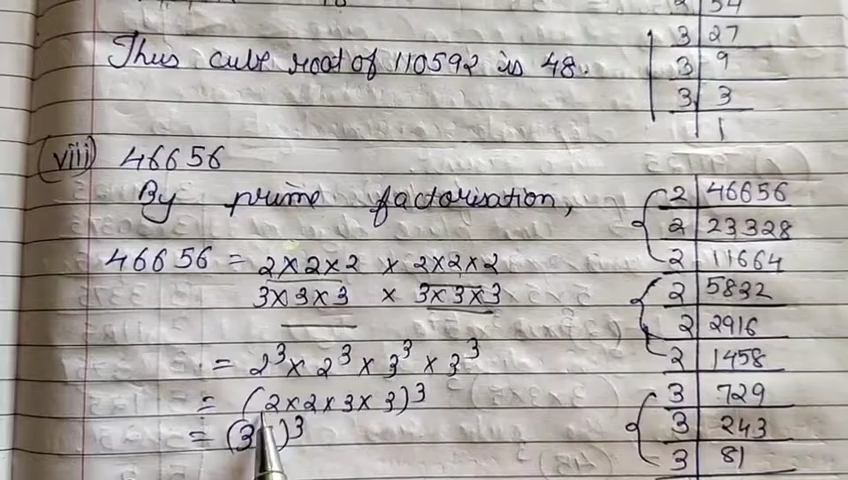 2 54
3 27
3 9
3 3
1
Thus cube root of 110592 is 48.
(viii) 46656
By prime factorisation,
46656 = 2×2×2 × 2×2×2
3×3×3 × 3×3×3
= 2³×2³×3³×3³
= (2×2×3×3)³
= (3 )³
2 46656
2 23328
2 11664
2 5832
2 2916
2 1458
3 729
3 243
3 81